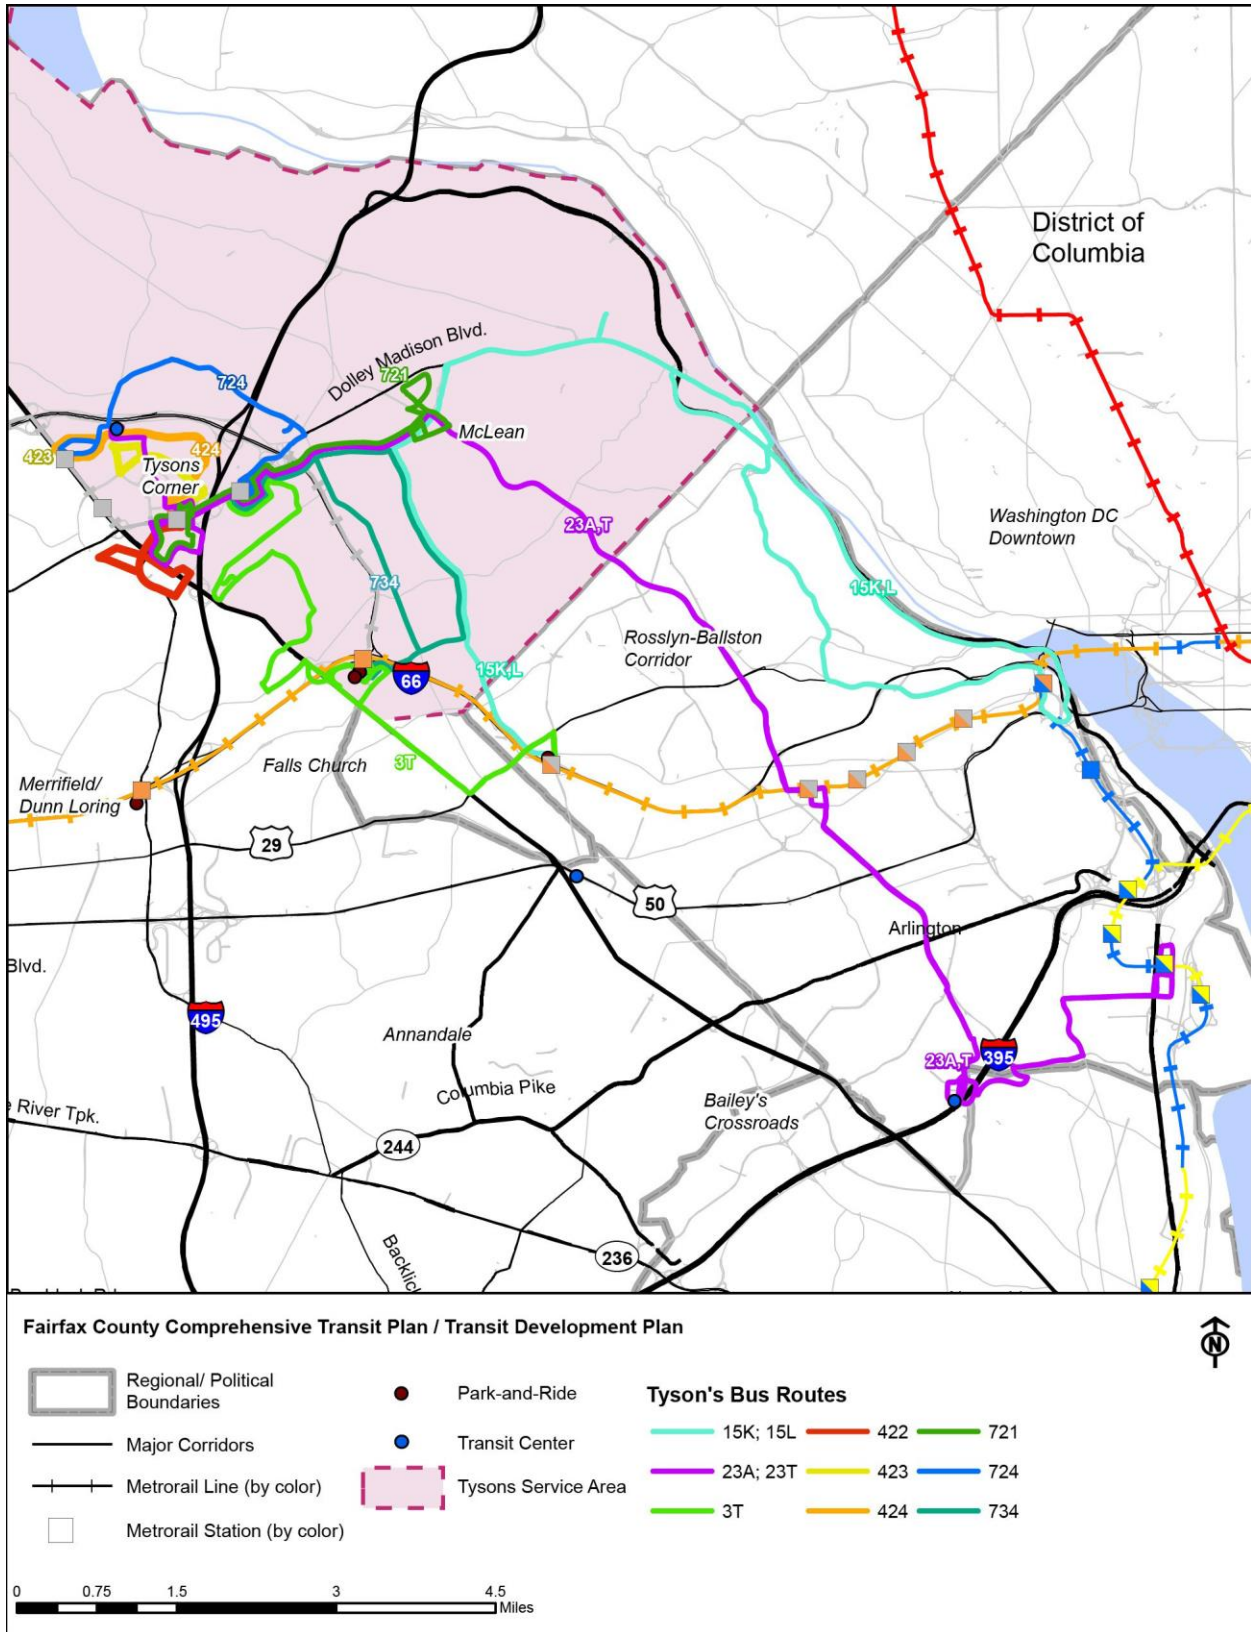 District of
Columbia
Dolley Madison Blvd.
724
721
McLean
423
424
Tysons
Corner
23A,T
Washington DC
Downtown
734
15K,L
Rosslyn-Ballston
Corridor
15K,L
66
3T
Falls Church
Merrifield/
Dunn Loring
29
50
Arlington
Blvd.
495
Annandale
395
23A,T
Columbia Pike
Bailey's
Crossroads
e River Tpk.
244
236
Backlick
Fairfax County Comprehensive Transit Plan / Transit Development Plan
N
Regional/ Political
Boundaries
Park-and-Ride
Tyson's Bus Routes
Major Corridors
Transit Center
15K; 15L
422
721
Metrorail Line (by color)
Tysons Service Area
23A; 23T
423
724
Metrorail Station (by color)
3T
424
734
0 0.75 1.5 3 4.5
Miles